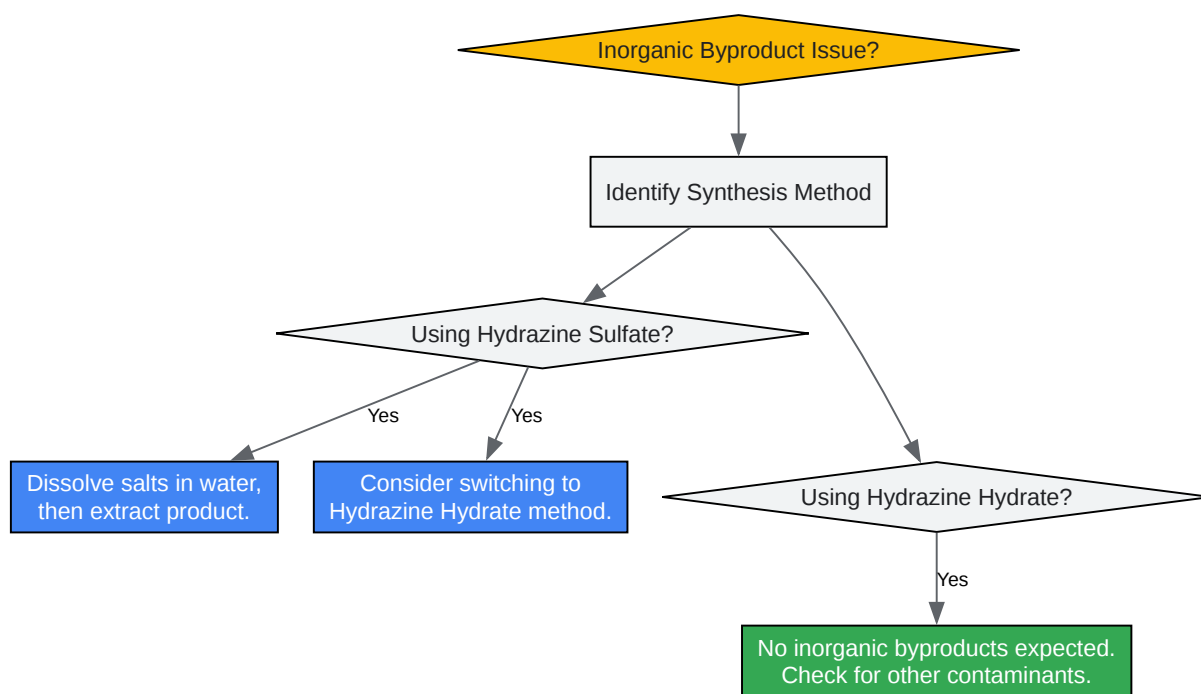 Inorganic Byproduct Issue?
Identify Synthesis Method
Using Hydrazine Sulfate?
Yes
Yes
Dissolve salts in water,
then extract product.
Consider switching to
Hydrazine Hydrate method.
Using Hydrazine Hydrate?
Yes
No inorganic byproducts expected.
Check for other contaminants.